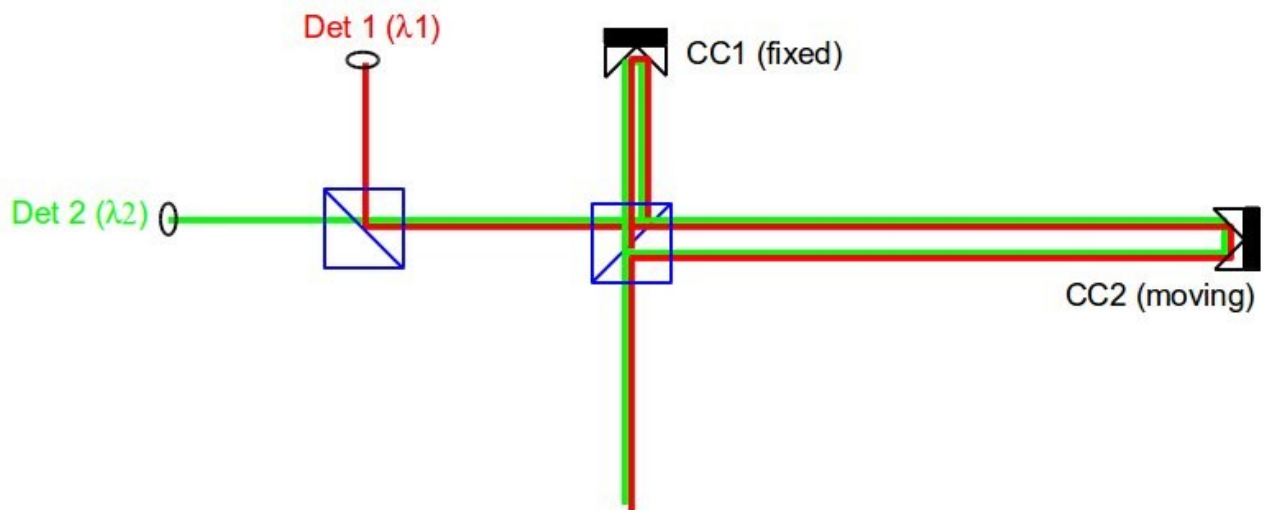 Det 1 (λ1)
CC1 (fixed)
Det 2 (λ2)
CC2 (moving)